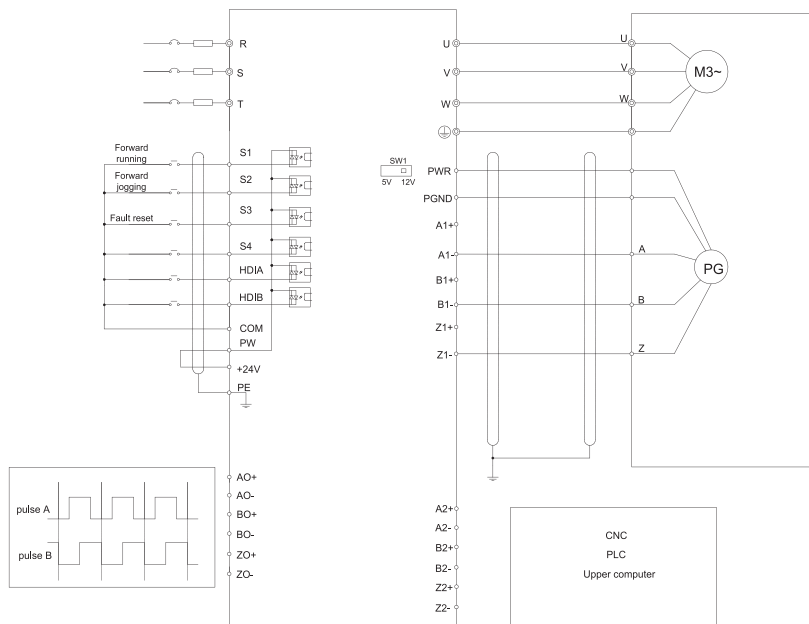 R
S
T
U
V
W
U
V
W
M3~
Forward
running
Forward
jogging
Fault reset
S1
S2
S3
S4
HDIA
HDIB
COM
PW
+24V
PE
SW1
5V 12V
PWR
PGND
A1+
A1-
B1+
B1-
Z1+
Z1-
A
B
Z
PG
pulse A
pulse B
AO+
AO-
BO+
BO-
ZO+
ZO-
A2+
A2-
B2+
B2-
Z2+
Z2-
CNC
PLC
Upper computer